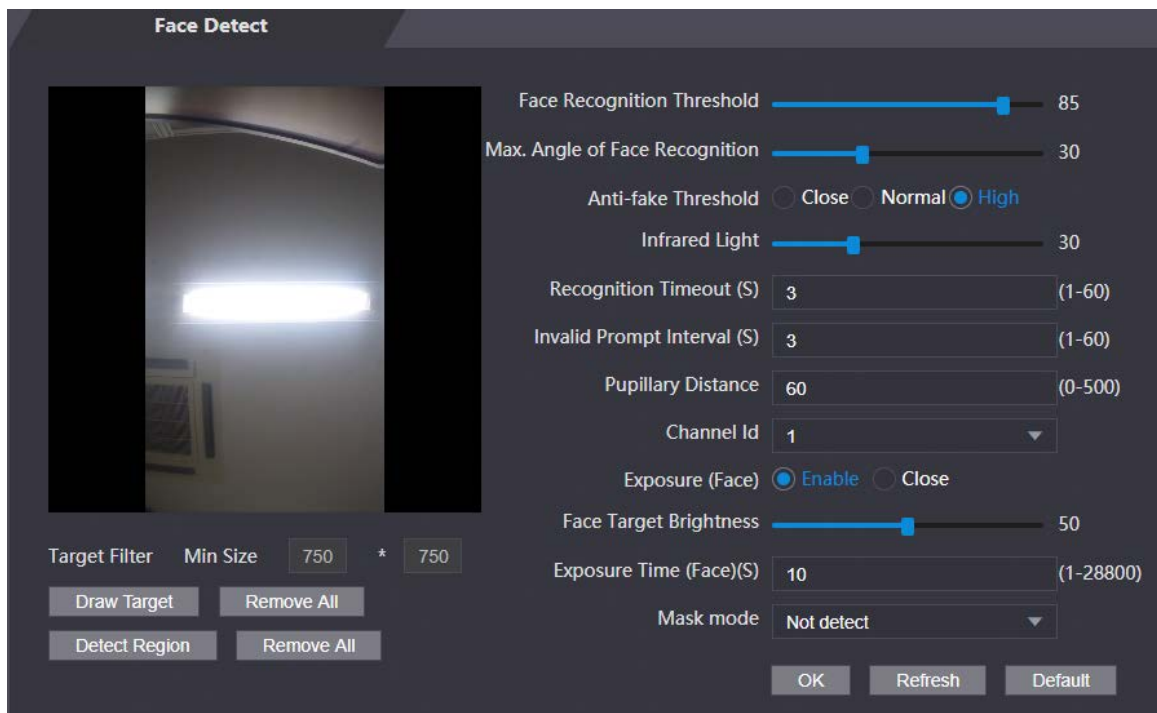 Face Detect
Face Recognition Threshold 85
Max. Angle of Face Recognition 30
Anti-fake Threshold Close Normal High
Infrared Light 30
Recognition Timeout (S) 3 (1-60)
Invalid Prompt Interval (S) 3 (1-60)
Pupillary Distance 60 (0-500)
Channel Id 1
Exposure (Face) Enable Close
Face Target Brightness 50
Exposure Time (Face)(S) 10 (1-28800)
Mask mode Not detect
Target Filter Min Size 750 * 750
Draw Target Remove All
Detect Region Remove All
OK Refresh Default